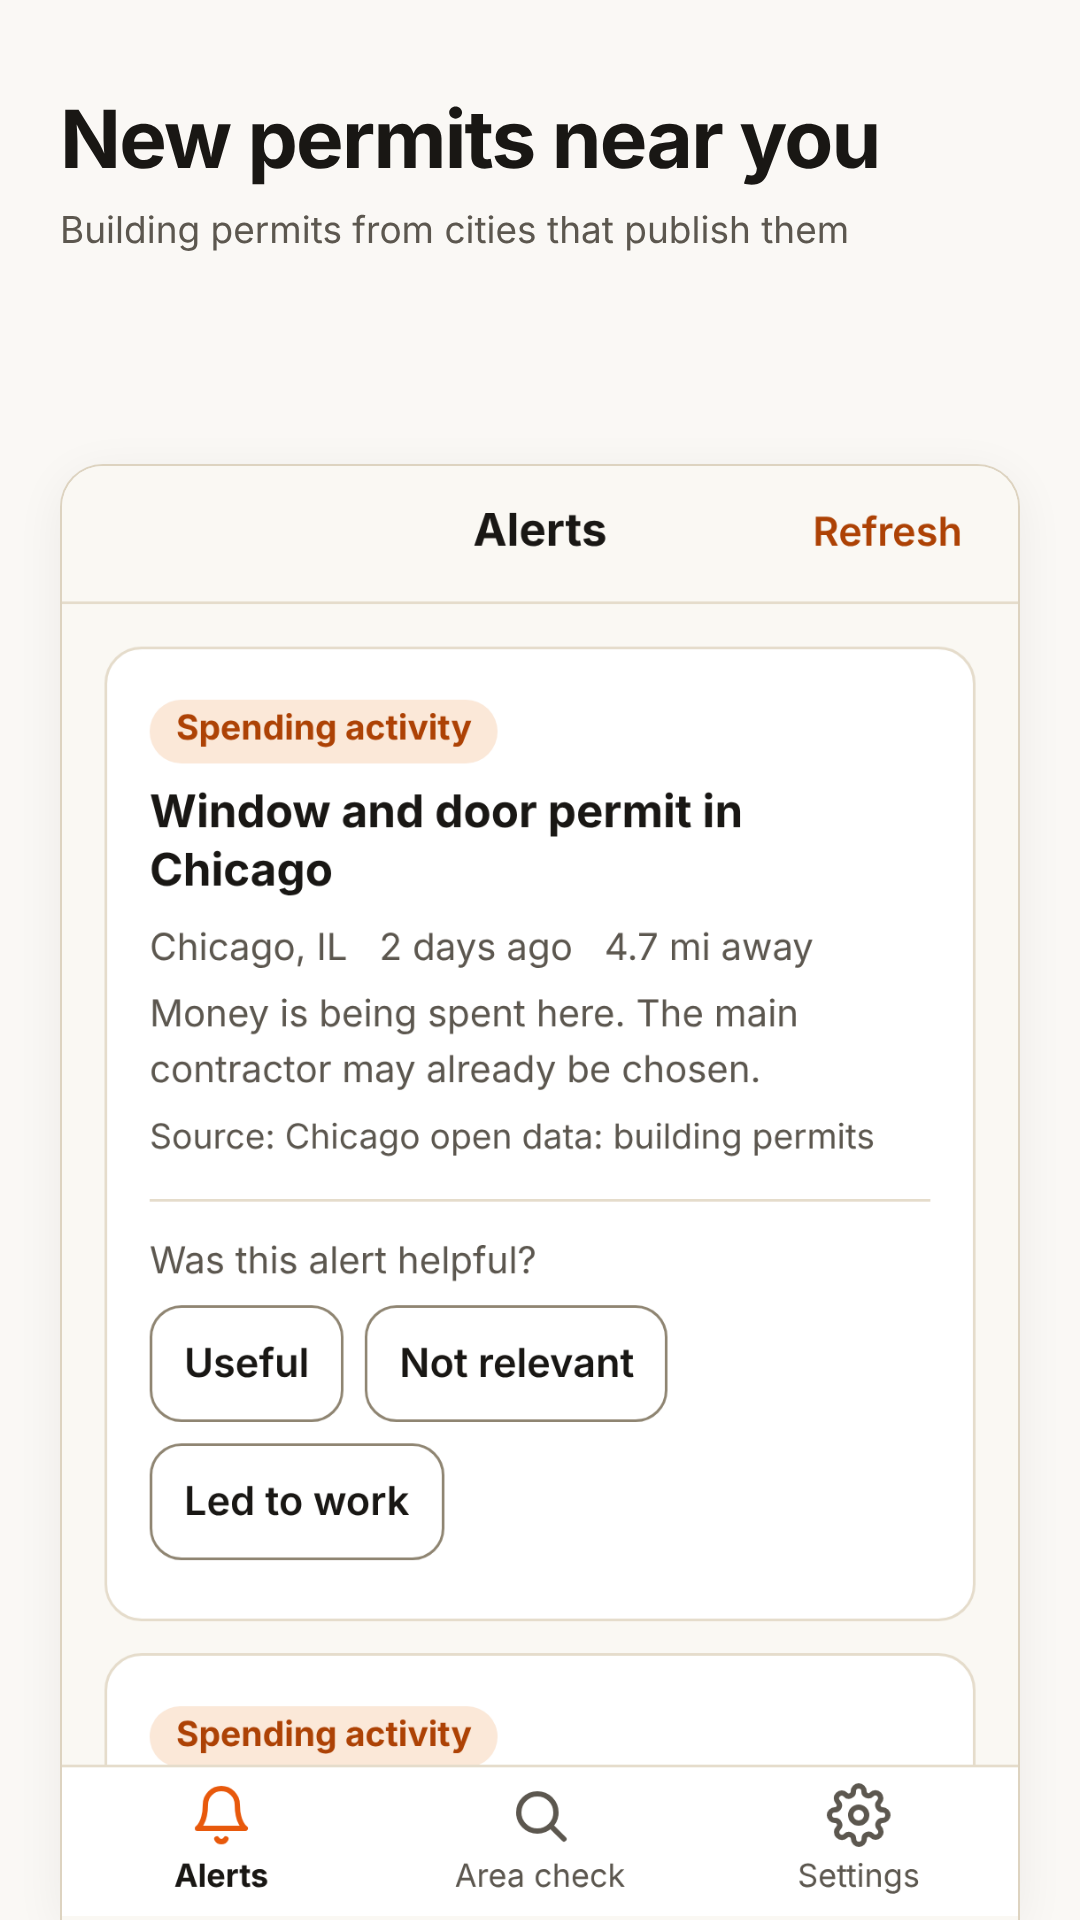 New permits near you
Building permits from cities that publish them
Alerts
Refresh
Spending activity
Window and door permit in
Chicago
Chicago, IL 2 days ago 4.7 mi away
Money is being spent here. The main
contractor may already be chosen.
Source: Chicago open data: building permits
Was this alert helpful?
Useful
Not relevant
Led to work
Spending activity
Alerts
Area check
Settings